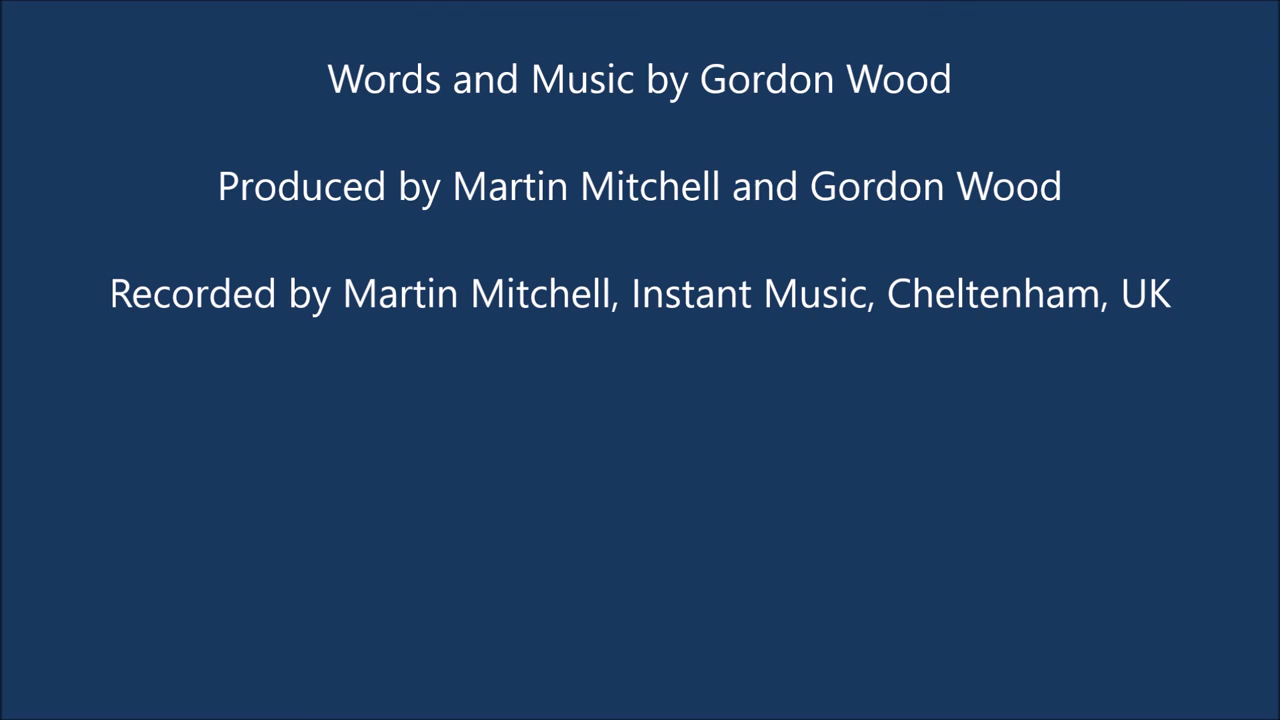 Words and Music by Gordon Wood
Produced by Martin Mitchell and Gordon Wood
Recorded by Martin Mitchell, Instant Music, Cheltenham, UK